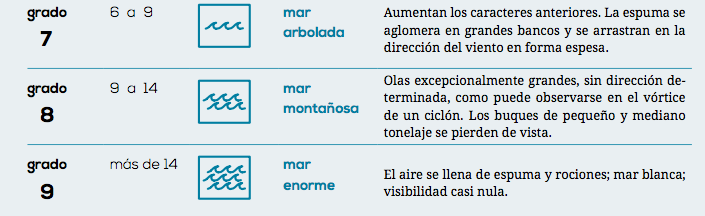 grado
7
6 a 9
mar
arbolada
Aumentan los caracteres anteriores. La espuma se
aglomera en grandes bancos y se arrastran en la
dirección del viento en forma espesa.
grado
8
9 a 14
mar
montañosa
Olas excepcionalmente grandes, sin dirección de-
terminada, como puede observarse en el vórtice
de un ciclón. Los buques de pequeño y mediano
tonelaje se pierden de vista.
grado
9
más de 14
mar
enorme
El aire se llena de espuma y rociones; mar blanca;
visibilidad casi nula.